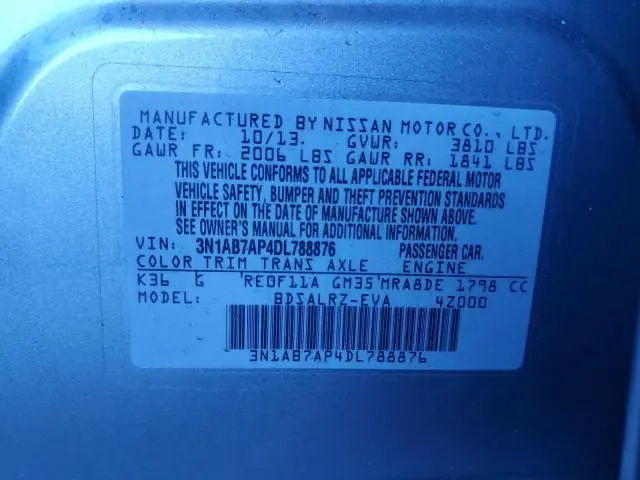 MANUFACTURED BY NISSAN MOTOR CO., LTD.
DATE: 10/13. GVWR: 3810 LBS
GAWR FR: 2006 LBS GAWR RR: 1841 LBS
THIS VEHICLE CONFORMS TO ALL APPLICABLE FEDERAL MOTOR
VEHICLE SAFETY, BUMPER AND THEFT PREVENTION STANDARDS
IN EFFECT ON THE DATE OF MANUFACTURE SHOWN ABOVE.
SEE OWNER'S MANUAL FOR ADDITIONAL INFORMATION.
VIN: 3N1AB7AP4DL788876 PASSENGER CAR.
COLOR TRIM TRANS AXLE ENGINE
K36 G RE0F11A GM35 MRA8DE 1798 CC
MODEL: BDSALRZ-EVA 4Z000
3N1AB7AP4DL788876